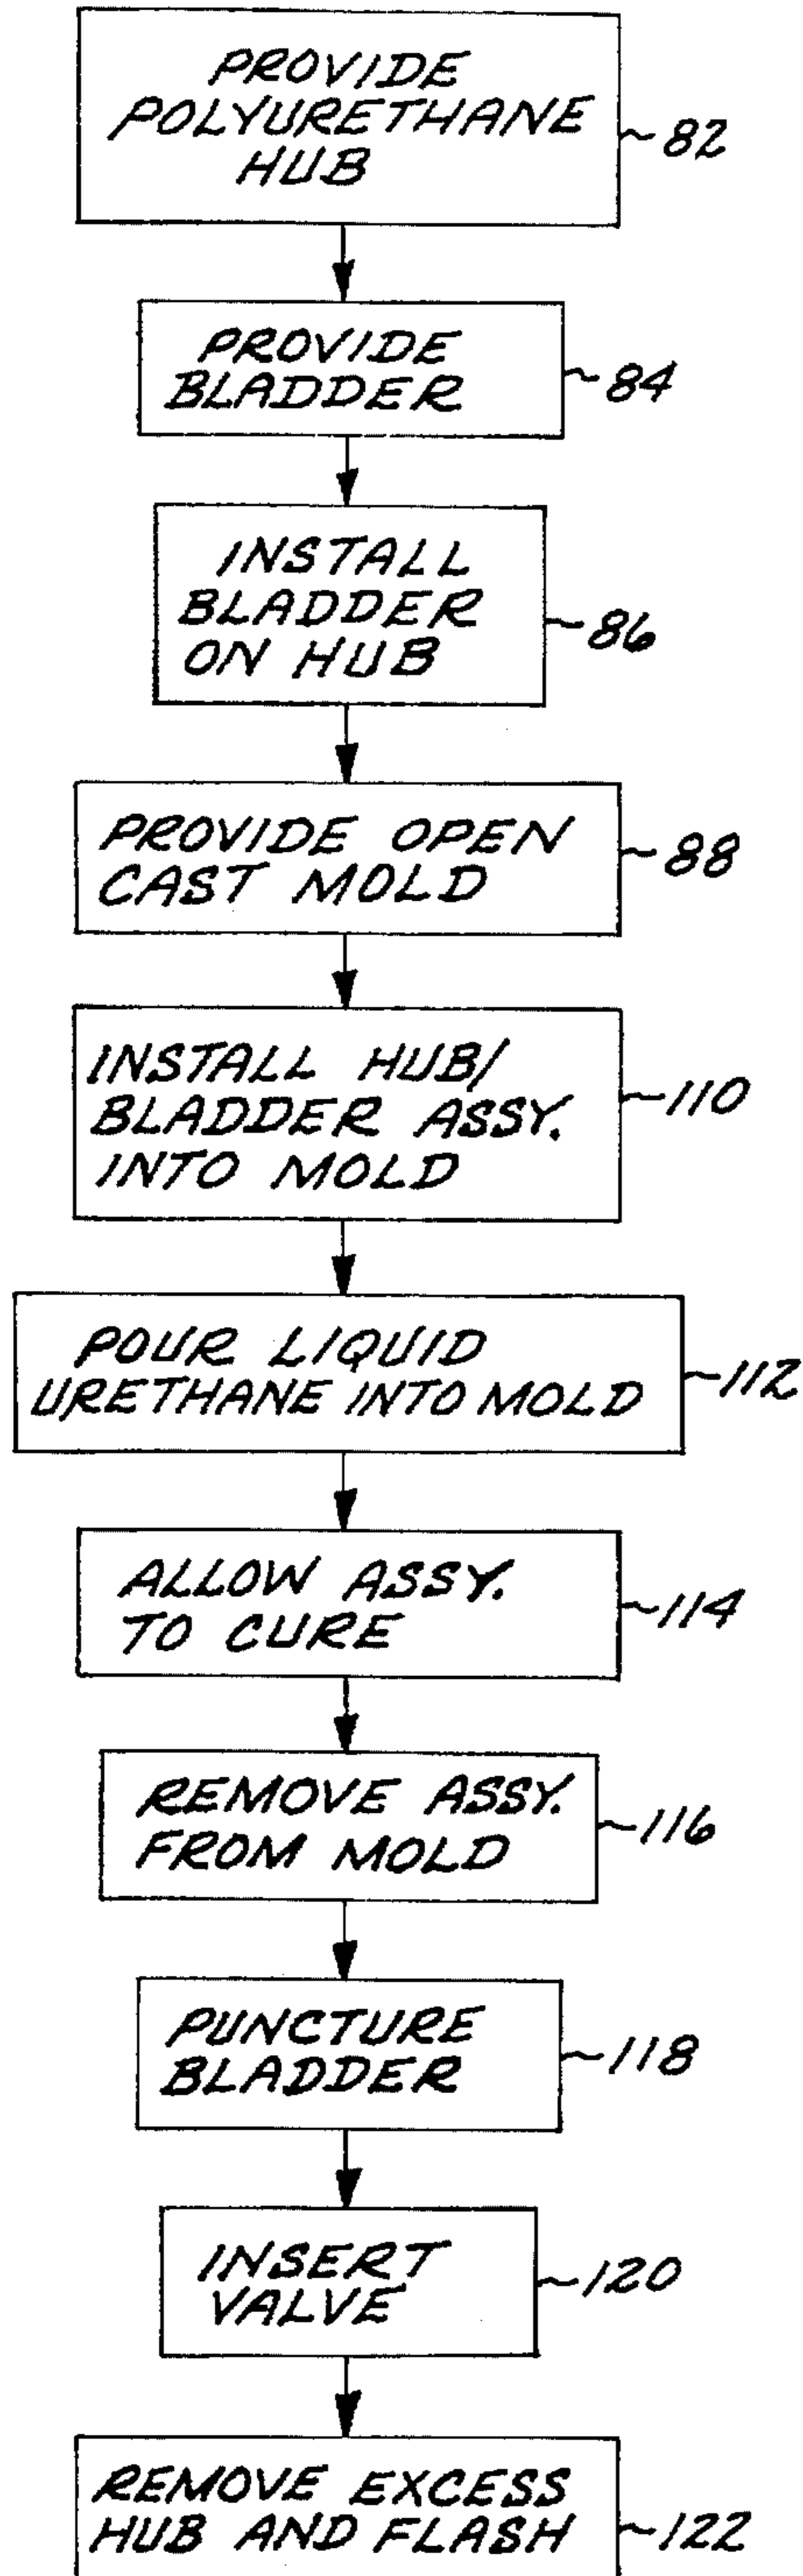 PROVIDE
POLYURETHANE
HUB
82
PROVIDE
BLADDER
84
INSTALL
BLADDER
ON HUB
86
PROVIDE OPEN
CAST MOLD
88
INSTALL HUB/
BLADDER ASSY.
INTO MOLD
110
POUR LIQUID
URETHANE INTO MOLD
112
ALLOW ASSY.
TO CURE
114
REMOVE ASSY.
FROM MOLD
116
PUNCTURE
BLADDER
118
INSERT
VALVE
120
REMOVE EXCESS
HUB AND FLASH
122